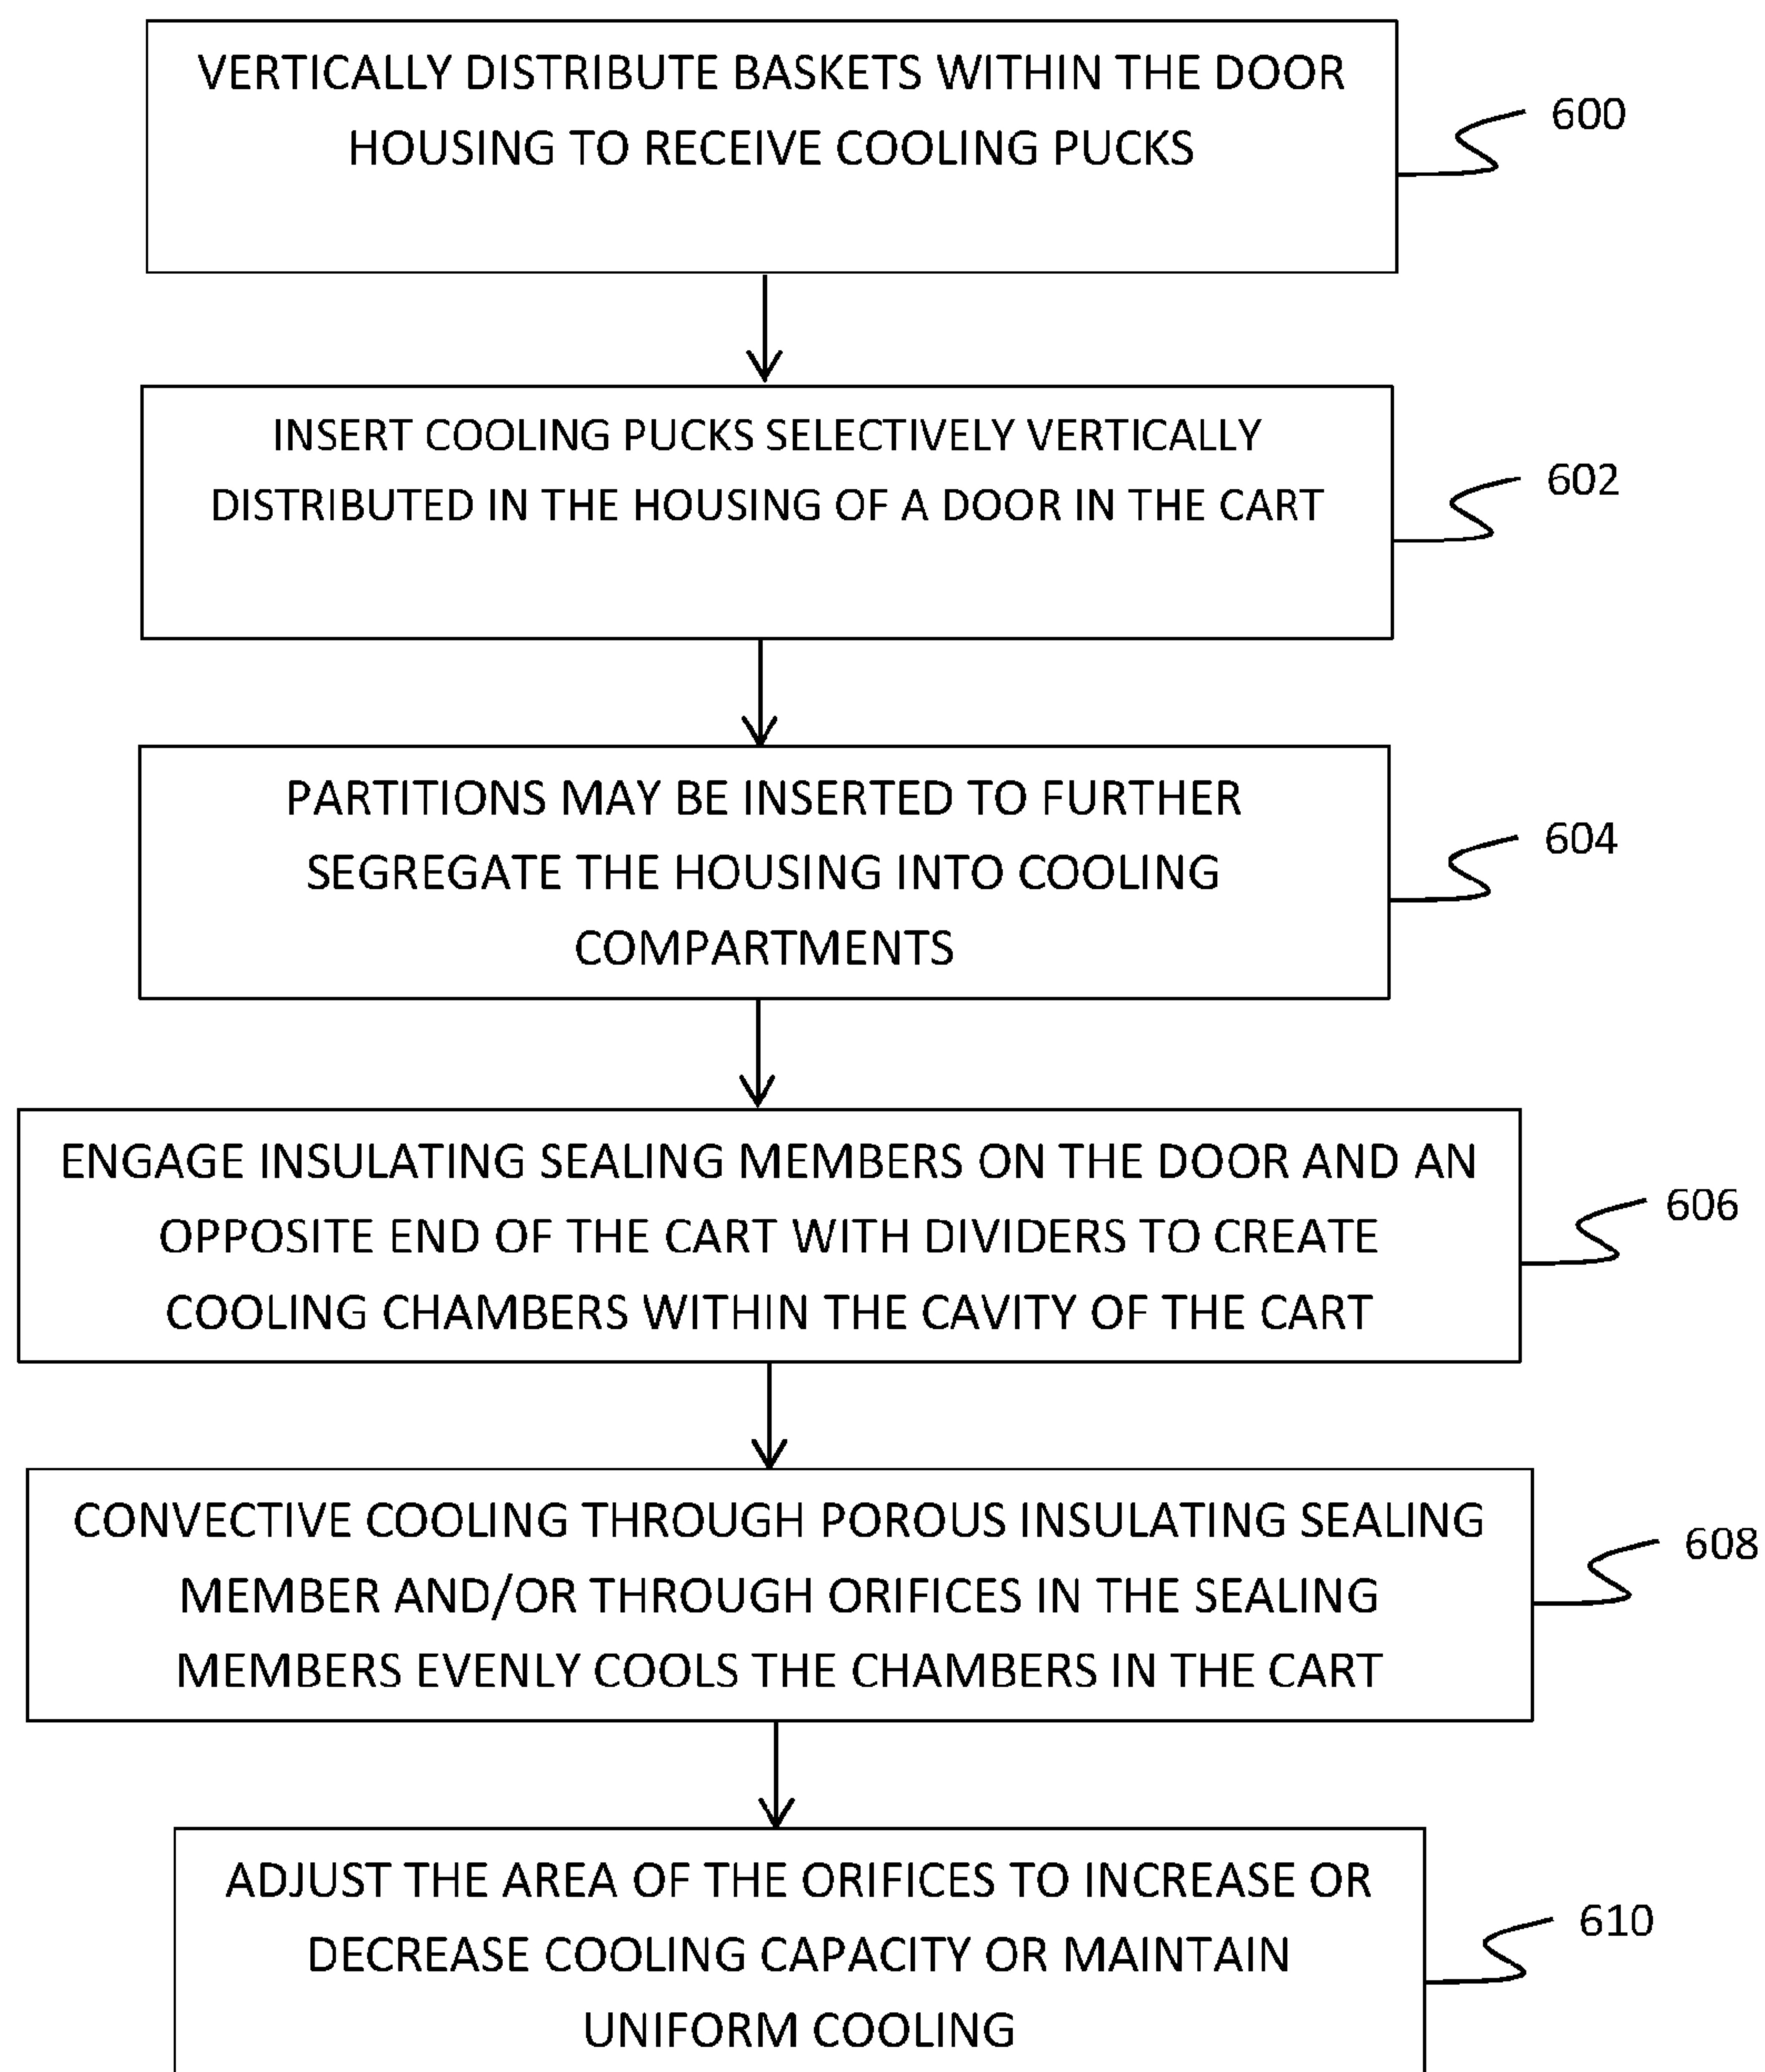 VERTICALLY DISTRIBUTE BASKETS WITHIN THE DOOR
HOUSING TO RECEIVE COOLING PUCKS
600
INSERT COOLING PUCKS SELECTIVELY VERTICALLY
DISTRIBUTED IN THE HOUSING OF A DOOR IN THE CART
602
PARTITIONS MAY BE INSERTED TO FURTHER
SEGREGATE THE HOUSING INTO COOLING
COMPARTMENTS
604
ENGAGE INSULATING SEALING MEMBERS ON THE DOOR AND AN
OPPOSITE END OF THE CART WITH DIVIDERS TO CREATE
COOLING CHAMBERS WITHIN THE CAVITY OF THE CART
606
CONVECTIVE COOLING THROUGH POROUS INSULATING SEALING
MEMBER AND/OR THROUGH ORIFICES IN THE SEALING
MEMBERS EVENLY COOLS THE CHAMBERS IN THE CART
608
ADJUST THE AREA OF THE ORIFICES TO INCREASE OR
DECREASE COOLING CAPACITY OR MAINTAIN
UNIFORM COOLING
610